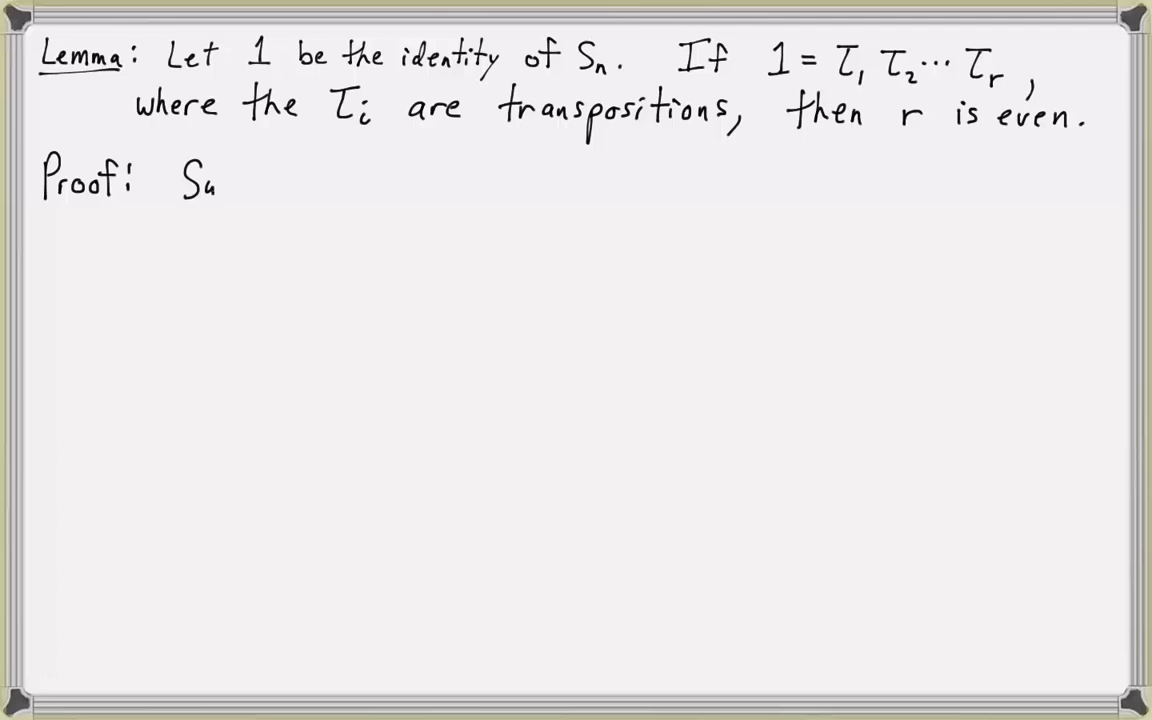 Lemma: Let 1 be the identity of Sₙ. If 1 = τ₁ τ₂ ⋯ τᵣ,
where the τᵢ are transpositions, then r is even.
Proof: Su